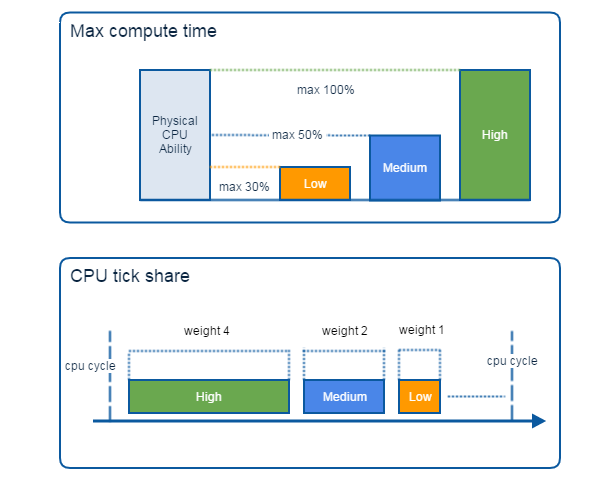 Max compute time
max 100%
Physical
CPU
Ability
max 50%
High
Medium
max 30%
Low
CPU tick share
weight 4
weight 2
weight 1
cpu cycle
cpu cycle
High
Medium
Low